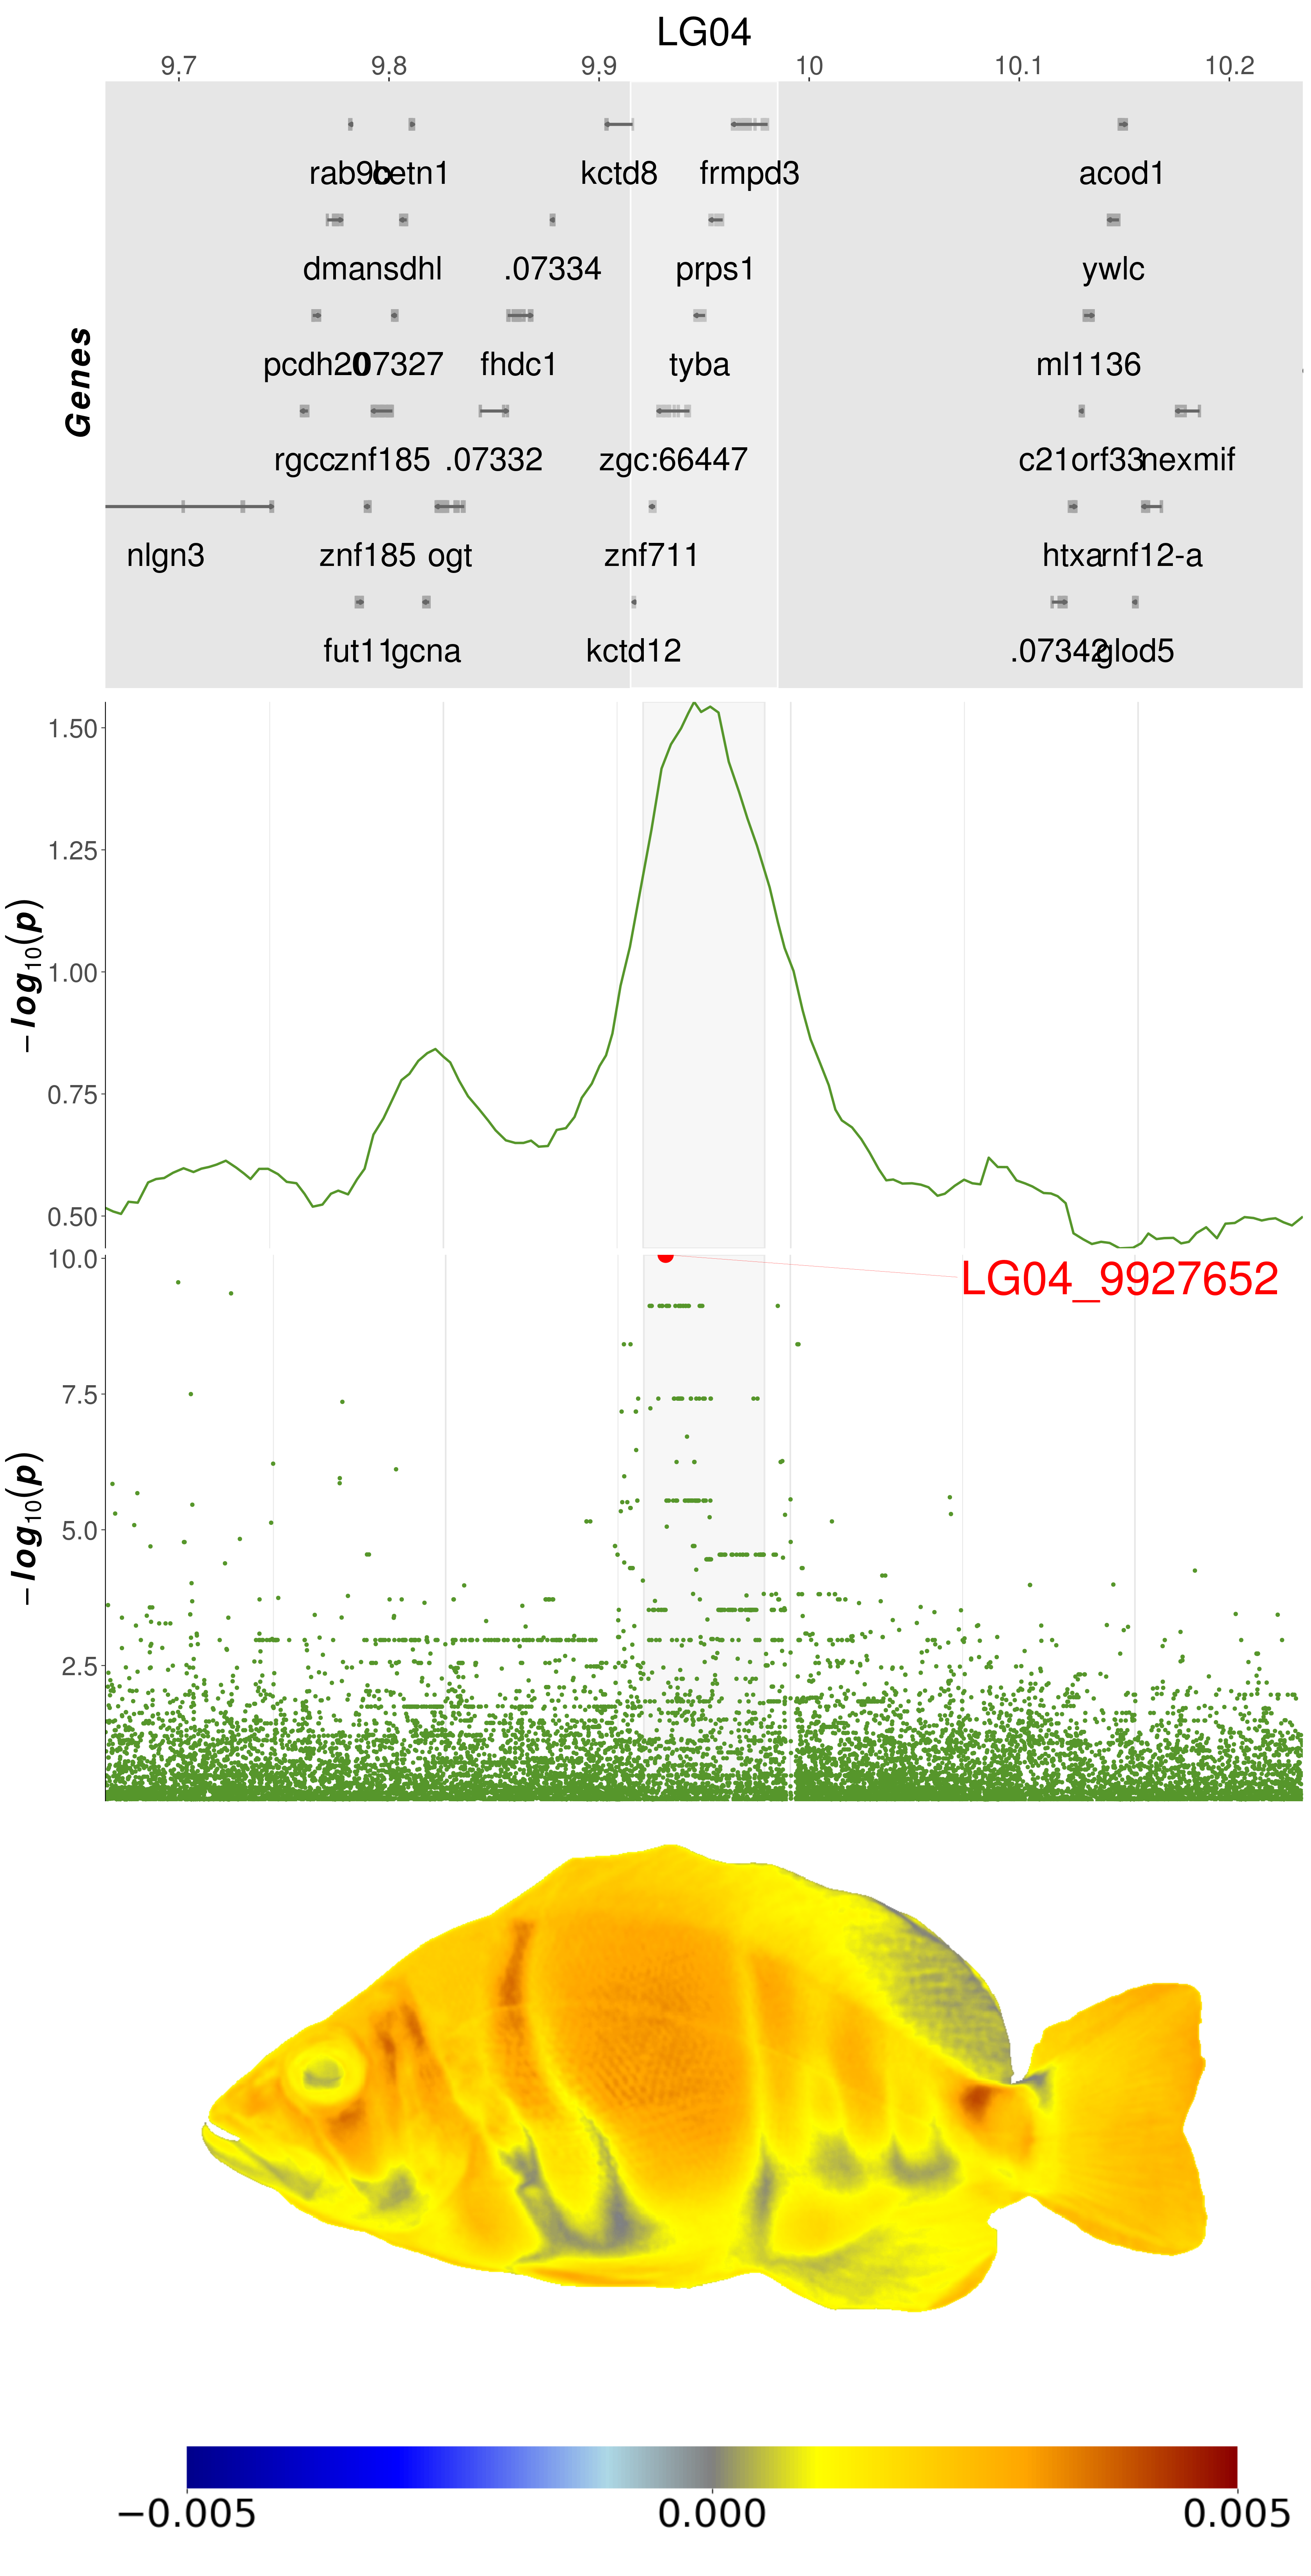 LG04
9.7 9.8 9.9 10 10.1 10.2
Genes
rab9b cetn1 kctd8 frmpd3 acod1
dman sdhl .07334 prps1 ywlc
pcdh20 .07327 fhdc1 tyba ml1136
rgcc znf185 .07332 zgc:66447 c21orf33 nexmif
nlgn3 znf185 ogt znf711 htxa rnf12-a
fut11 gcna kctd12 .07342 glod5
−log10(p)
1.50
1.25
1.00
0.75
0.50
−log10(p)
10.0
7.5
5.0
2.5
LG04_9927652
−0.005 0.000 0.005